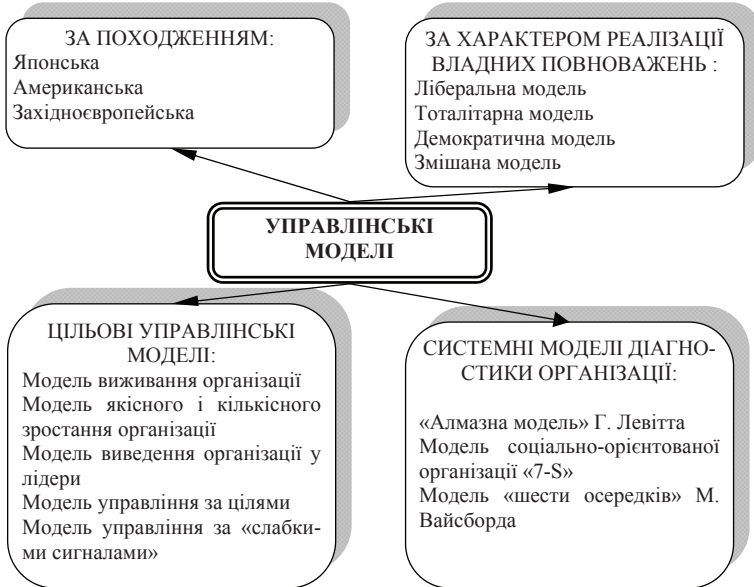 ЗА ПОХОДЖЕННЯМ:
Японська
Американська
Західноєвропейська
ЗА ХАРАКТЕРОМ РЕАЛІЗАЦІЇ
ВЛАДНИХ ПОВНОВАЖЕНЬ :
Ліберальна модель
Тоталітарна модель
Демократична модель
Змішана модель
УПРАВЛІНСЬКІ
МОДЕЛІ
ЦІЛЬОВІ УПРАВЛІНСЬКІ
МОДЕЛІ:
Модель виживання організації
Модель якісного і кількісного
зростання організації
Модель виведення організації у
лідери
Модель управління за цілями
Модель управління за «слабки-
ми сигналами»
СИСТЕМНІ МОДЕЛІ ДІАГНО-
СТИКИ ОРГАНІЗАЦІЇ:
«Алмазна модель» Г. Левітта
Модель соціально-орієнтованої
організації «7-S»
Модель «шести осередків» М.
Вайсборда